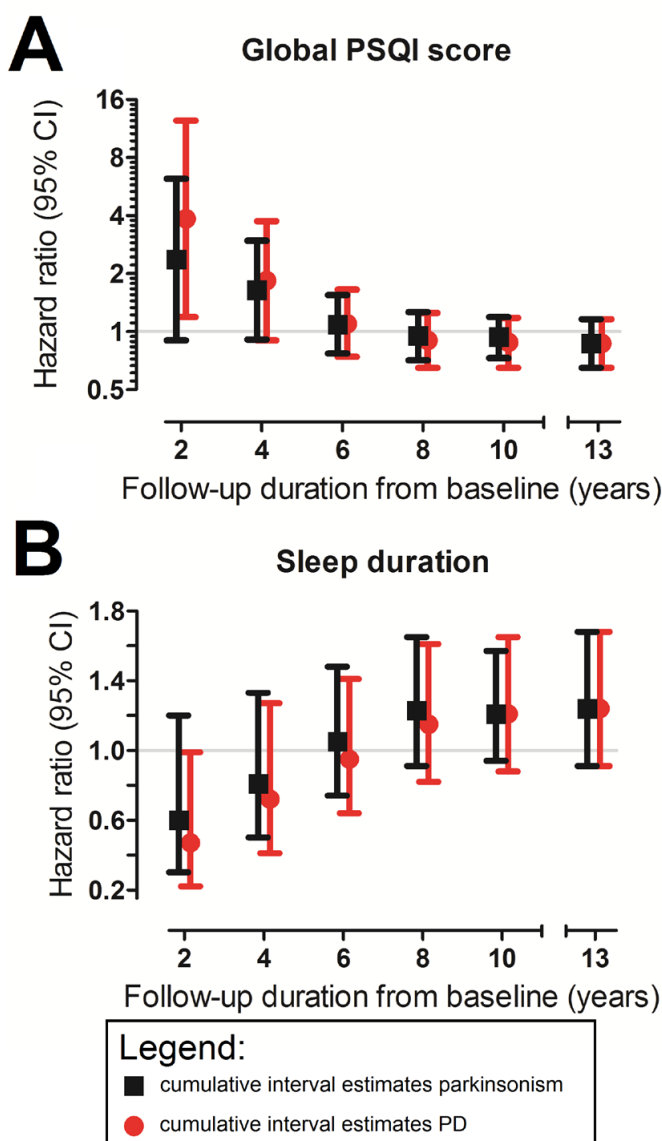 A
Global PSQI score
Hazard ratio (95% CI)
16
8
4
2
1
0.5
2 4 6 8 10 13
Follow-up duration from baseline (years)
B
Sleep duration
Hazard ratio (95% CI)
1.8
1.4
1.0
0.6
0.2
2 4 6 8 10 13
Follow-up duration from baseline (years)
Legend:
cumulative interval estimates parkinsonism
cumulative interval estimates PD